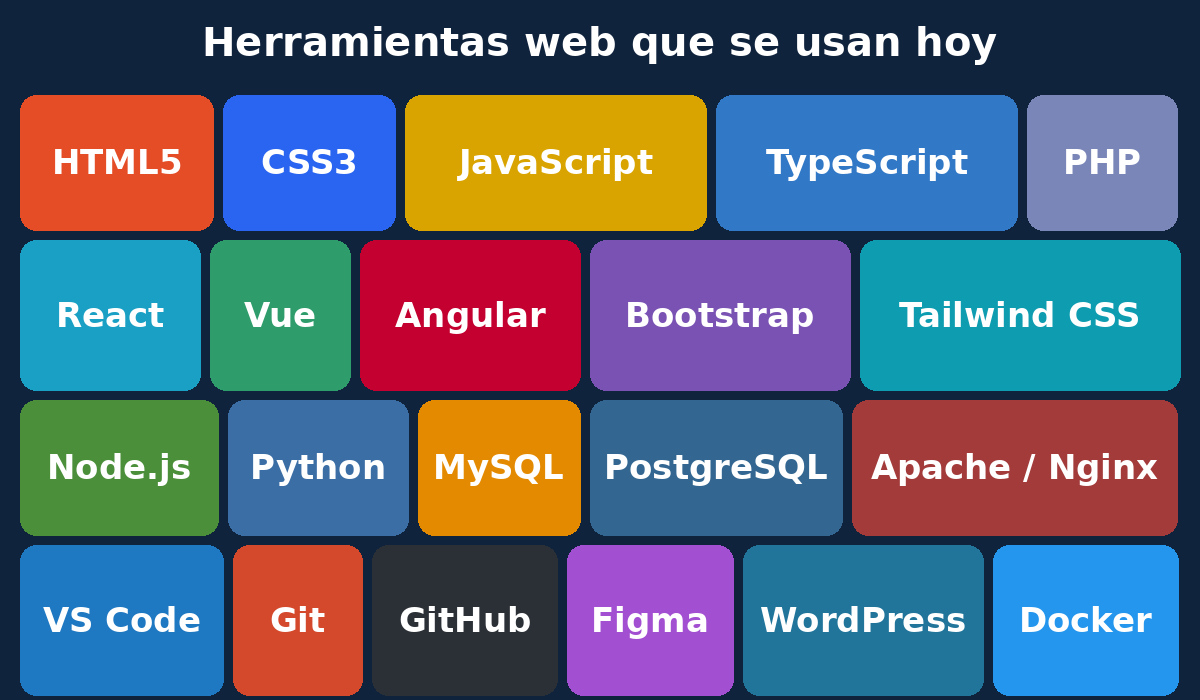 Herramientas web que se usan hoy
HTML5 CSS3 JavaScript TypeScript PHP
React Vue Angular Bootstrap Tailwind CSS
Node.js Python MySQL PostgreSQL Apache / Nginx
VS Code Git GitHub Figma WordPress Docker